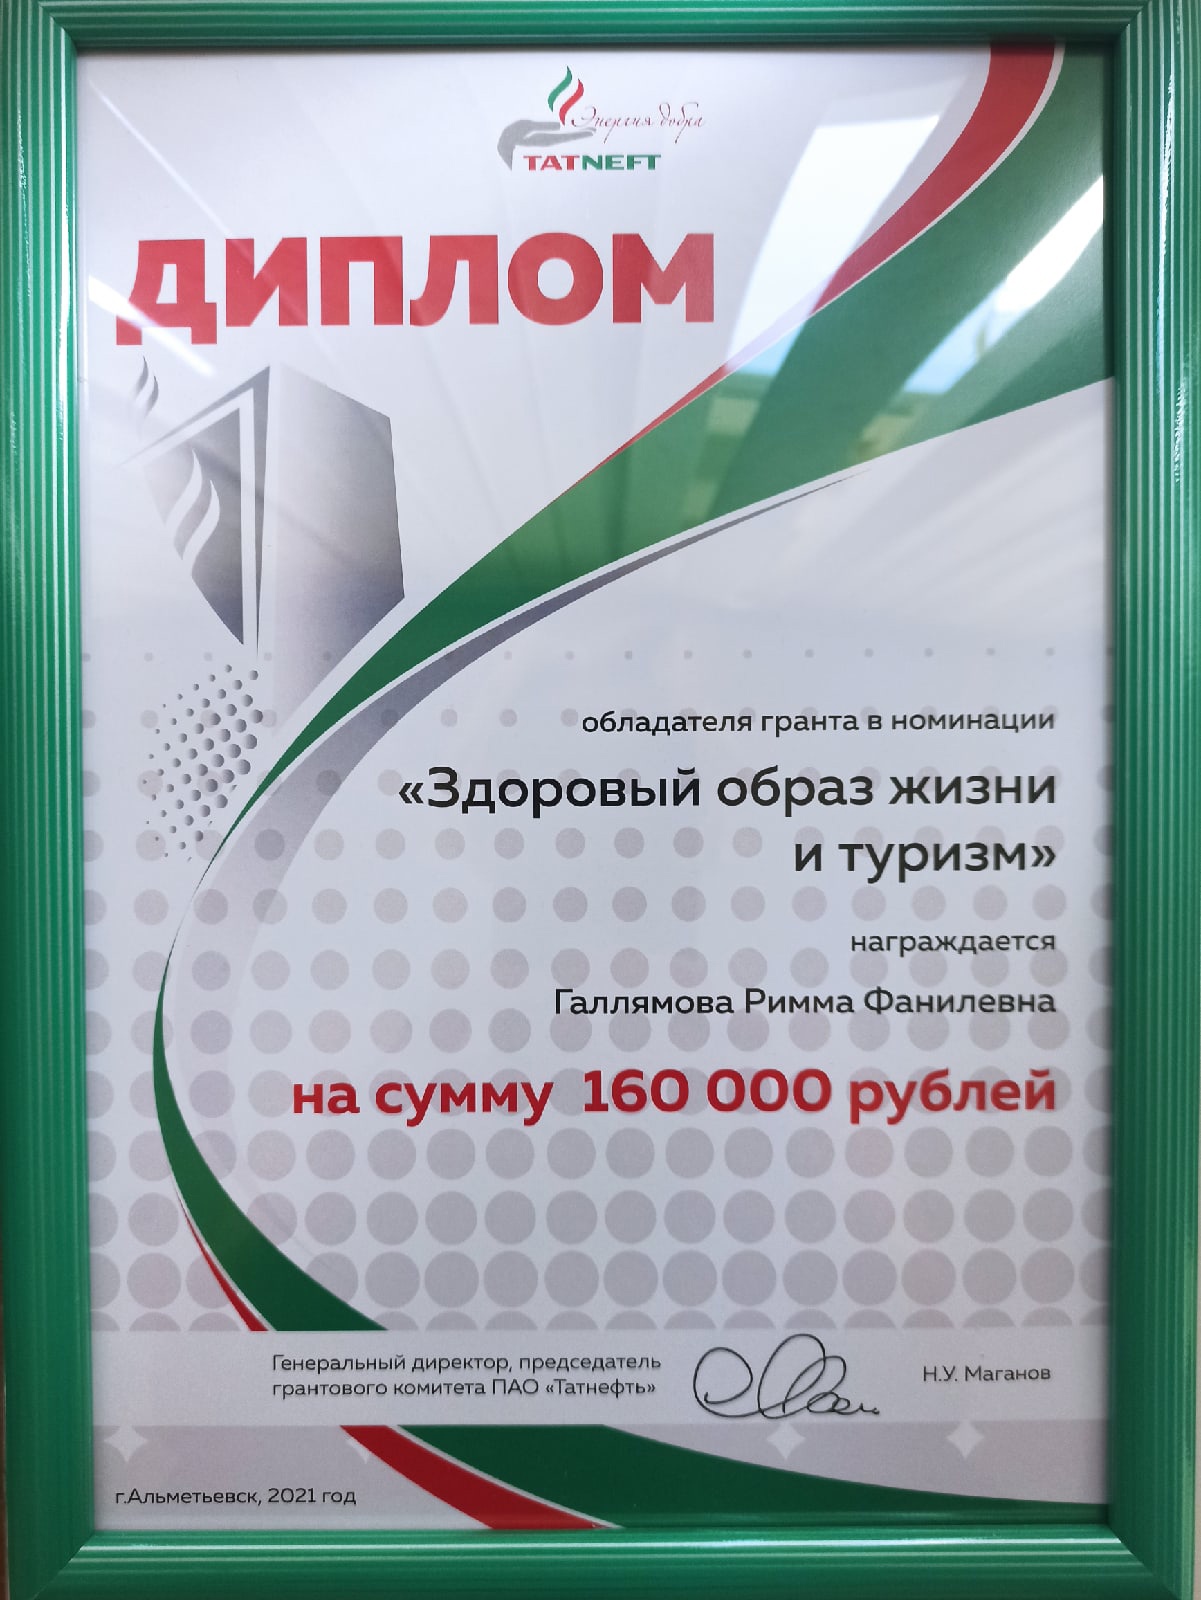 Энергия добра
TATNEFT
ДИПЛОМ
обладателя гранта в номинации
«Здоровый образ жизни
и туризм»
награждается
Галлямова Римма Фанилевна
на сумму 160 000 рублей
Генеральный директор, председатель
грантового комитета ПАО «Татнефть»
Н.У. Маганов
г.Альметьевск, 2021 год